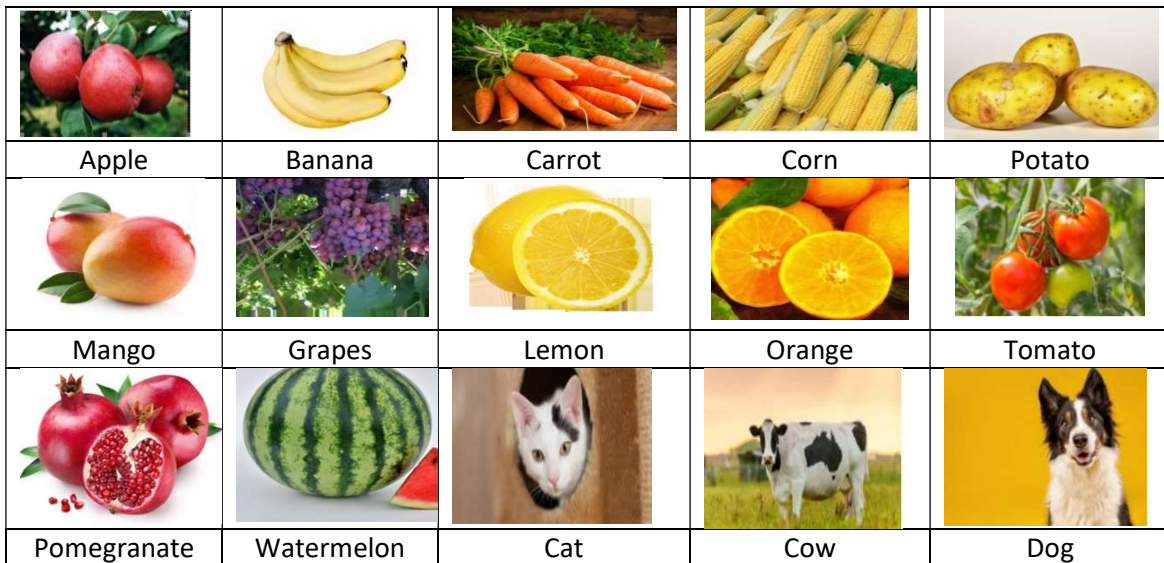 Apple Banana Carrot Corn Potato
Mango Grapes Lemon Orange Tomato
Pomegranate Watermelon Cat Cow Dog